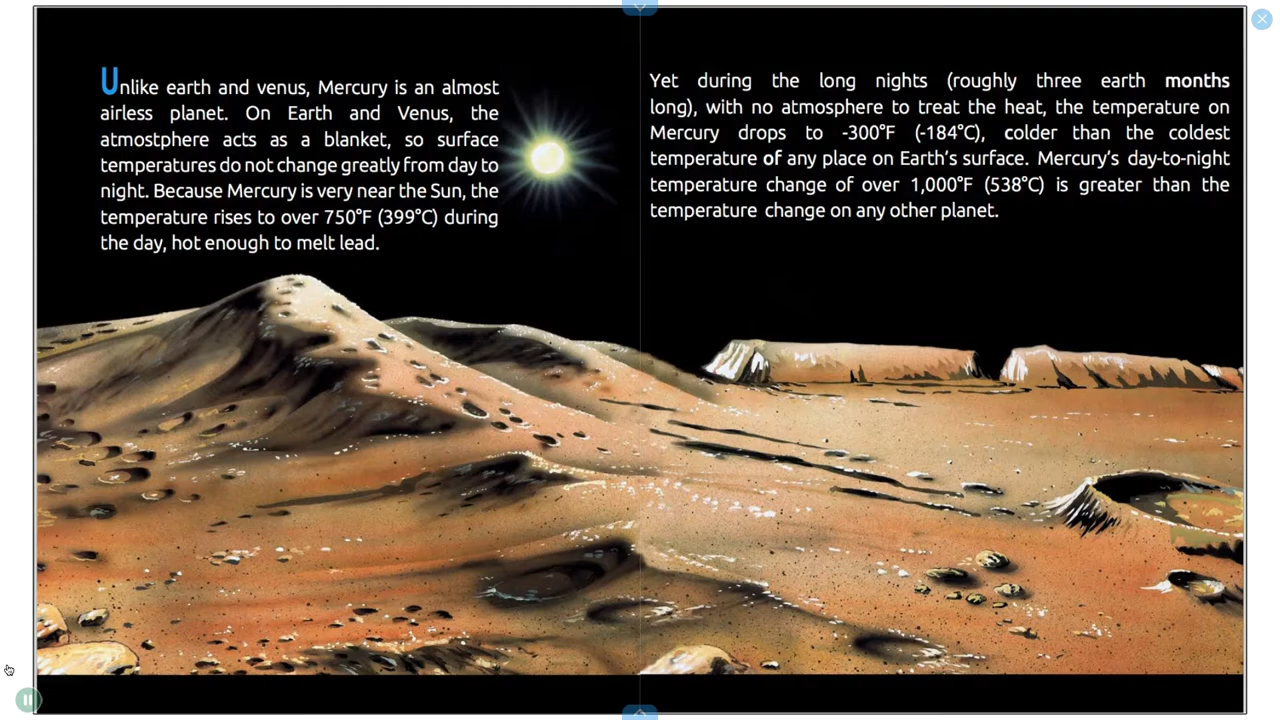 Unlike earth and venus, Mercury is an almost
airless planet. On Earth and Venus, the
atmostphere acts as a blanket, so surface
temperatures do not change greatly from day to
night. Because Mercury is very near the Sun, the
temperature rises to over 750°F (399°C) during
the day, hot enough to melt lead.
Yet during the long nights (roughly three earth months
long), with no atmosphere to treat the heat, the temperature on
Mercury drops to -300°F (-184°C), colder than the coldest
temperature of any place on Earth's surface. Mercury's day-to-night
temperature change of over 1,000°F (538°C) is greater than the
temperature change on any other planet.